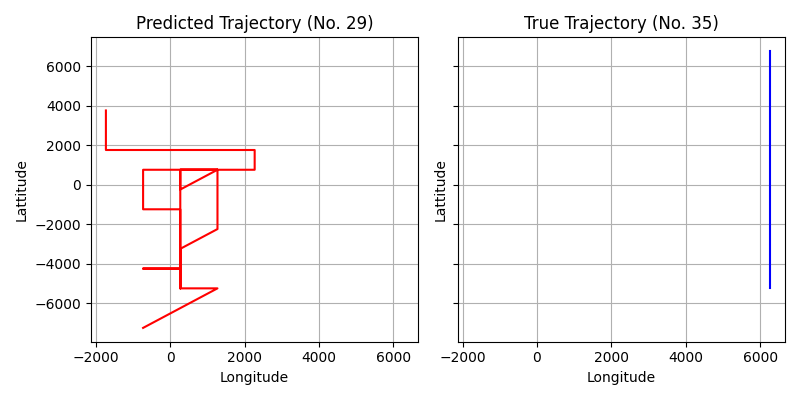 Predicted Trajectory (No. 29)
True Trajectory (No. 35)
6000
4000
2000
0
−2000
−4000
−6000
Lattitude
Lattitude
−2000 0 2000 4000 6000
−2000 0 2000 4000 6000
Longitude
Longitude